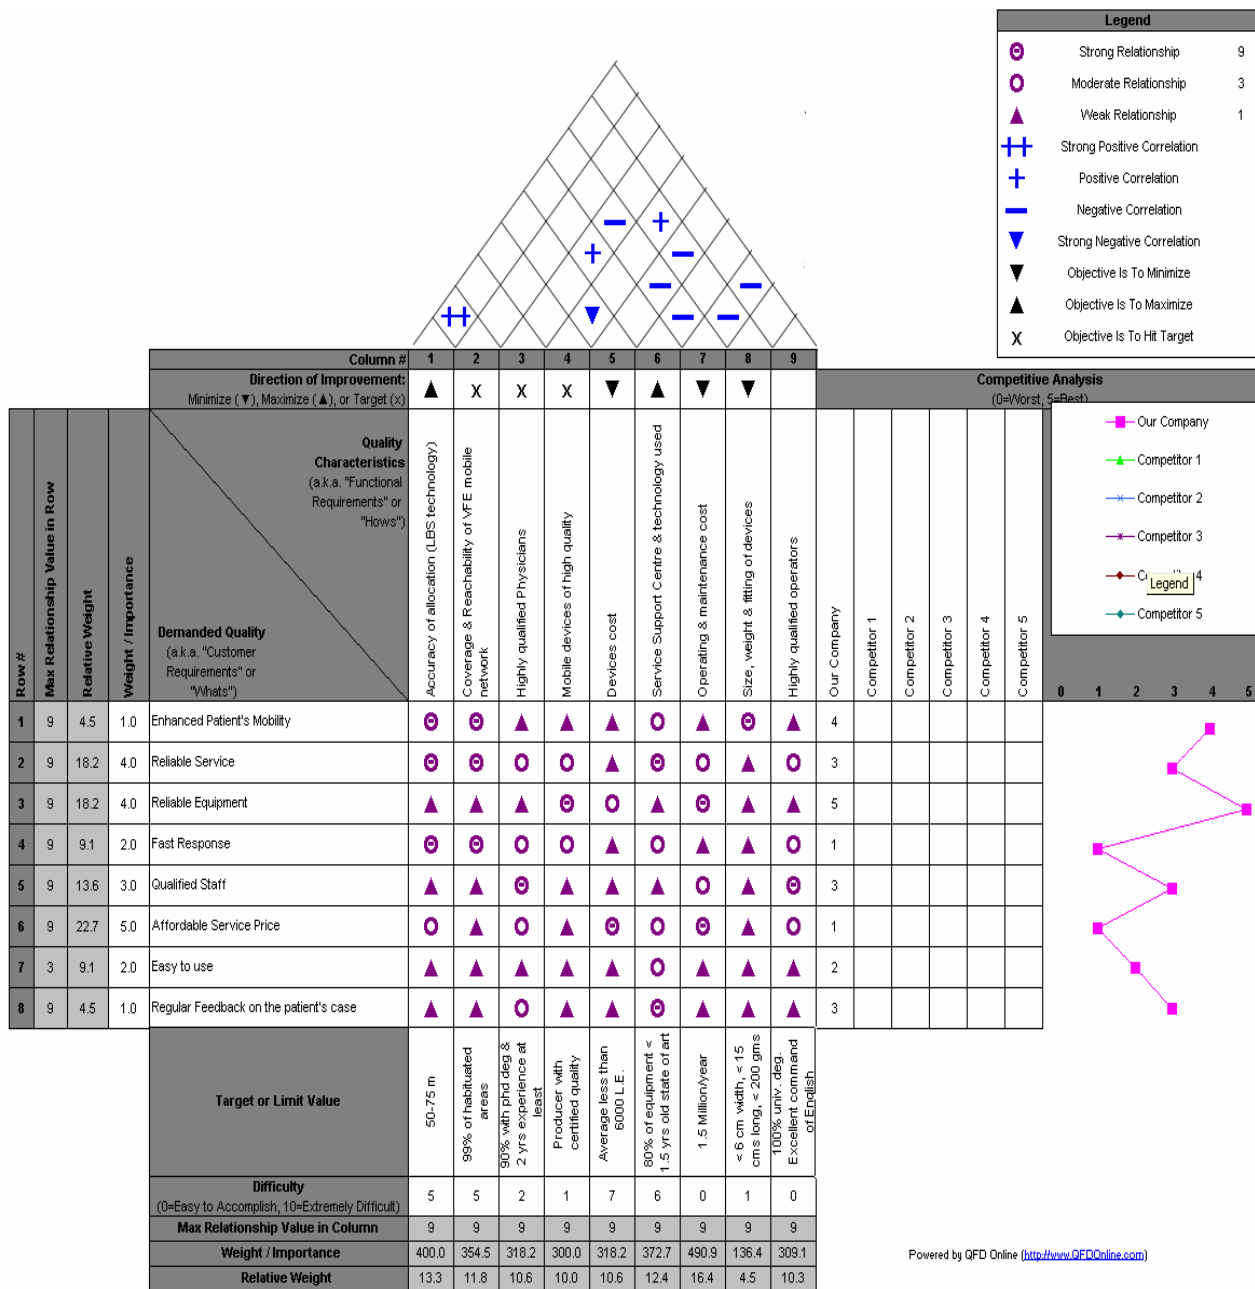 Legend
Strong Relationship 9
Moderate Relationship 3
Weak Relationship 1
Strong Positive Correlation
Positive Correlation
Negative Correlation
Strong Negative Correlation
Objective Is To Minimize
Objective Is To Maximize
X Objective Is To Hit Target
Column # 1 2 3 4 5 6 7 8 9
Direction of Improvement:
Minimize (▼), Maximize (▲), or Target (x)
▲ X X X ▼ ▲ ▼ ▼
Competitive Analysis
(0=Worst, 5=Best)
Our Company
Competitor 1
Competitor 2
Competitor 3
Legend
Competitor 5
0 1 2 3 4 5
Row #
Max Relationship Value in Row
Relative Weight
Weight / Importance
Quality
Characteristics
(a.k.a. "Functional
Requirements" or
"Hows")
Demanded Quality
(a.k.a. "Customer
Requirements" or
"Whats")
Accuracy of allocation (LBS technology)
Coverage & Reachability of VFE mobile
network
Highly qualified Physicians
Mobile devices of high quality
Devices cost
Service Support Centre & technology used
Operating & maintenance cost
Size, weight & fitting of devices
Highly qualified operators
Our Company
Competitor 1
Competitor 2
Competitor 3
Competitor 4
Competitor 5
1 9 4.5 1.0 Enhanced Patient's Mobility 4
2 9 18.2 4.0 Reliable Service 3
3 9 18.2 4.0 Reliable Equipment 5
4 9 9.1 2.0 Fast Response 1
5 9 13.6 3.0 Qualified Staff 3
6 9 22.7 5.0 Affordable Service Price 1
7 3 9.1 2.0 Easy to use 2
8 9 4.5 1.0 Regular Feedback on the patient's case 3
Target or Limit Value
50-75 m
99% of habituated
areas
90% with phd deg &
2 yrs experience at
least
Producer with
certified quality
Average less than
6000 L.E.
80% of equipment <
1.5 yrs old state of art
1.5 Million/year
< 6 cm width, < 15
cms long, < 200 gms
100% univ. deg.
Excellent command
of English
Difficulty
(0=Easy to Accomplish, 10=Extremely Difficult)
5 5 2 1 7 6 0 1 0
Max Relationship Value in Column 9 9 9 9 9 9 9 9 9
Weight / Importance 400.0 354.5 318.2 300.0 318.2 372.7 490.9 136.4 309.1
Relative Weight 13.3 11.8 10.6 10.0 10.6 12.4 16.4 4.5 10.3
Powered by QFD Online (http://www.QFDOnline.com)